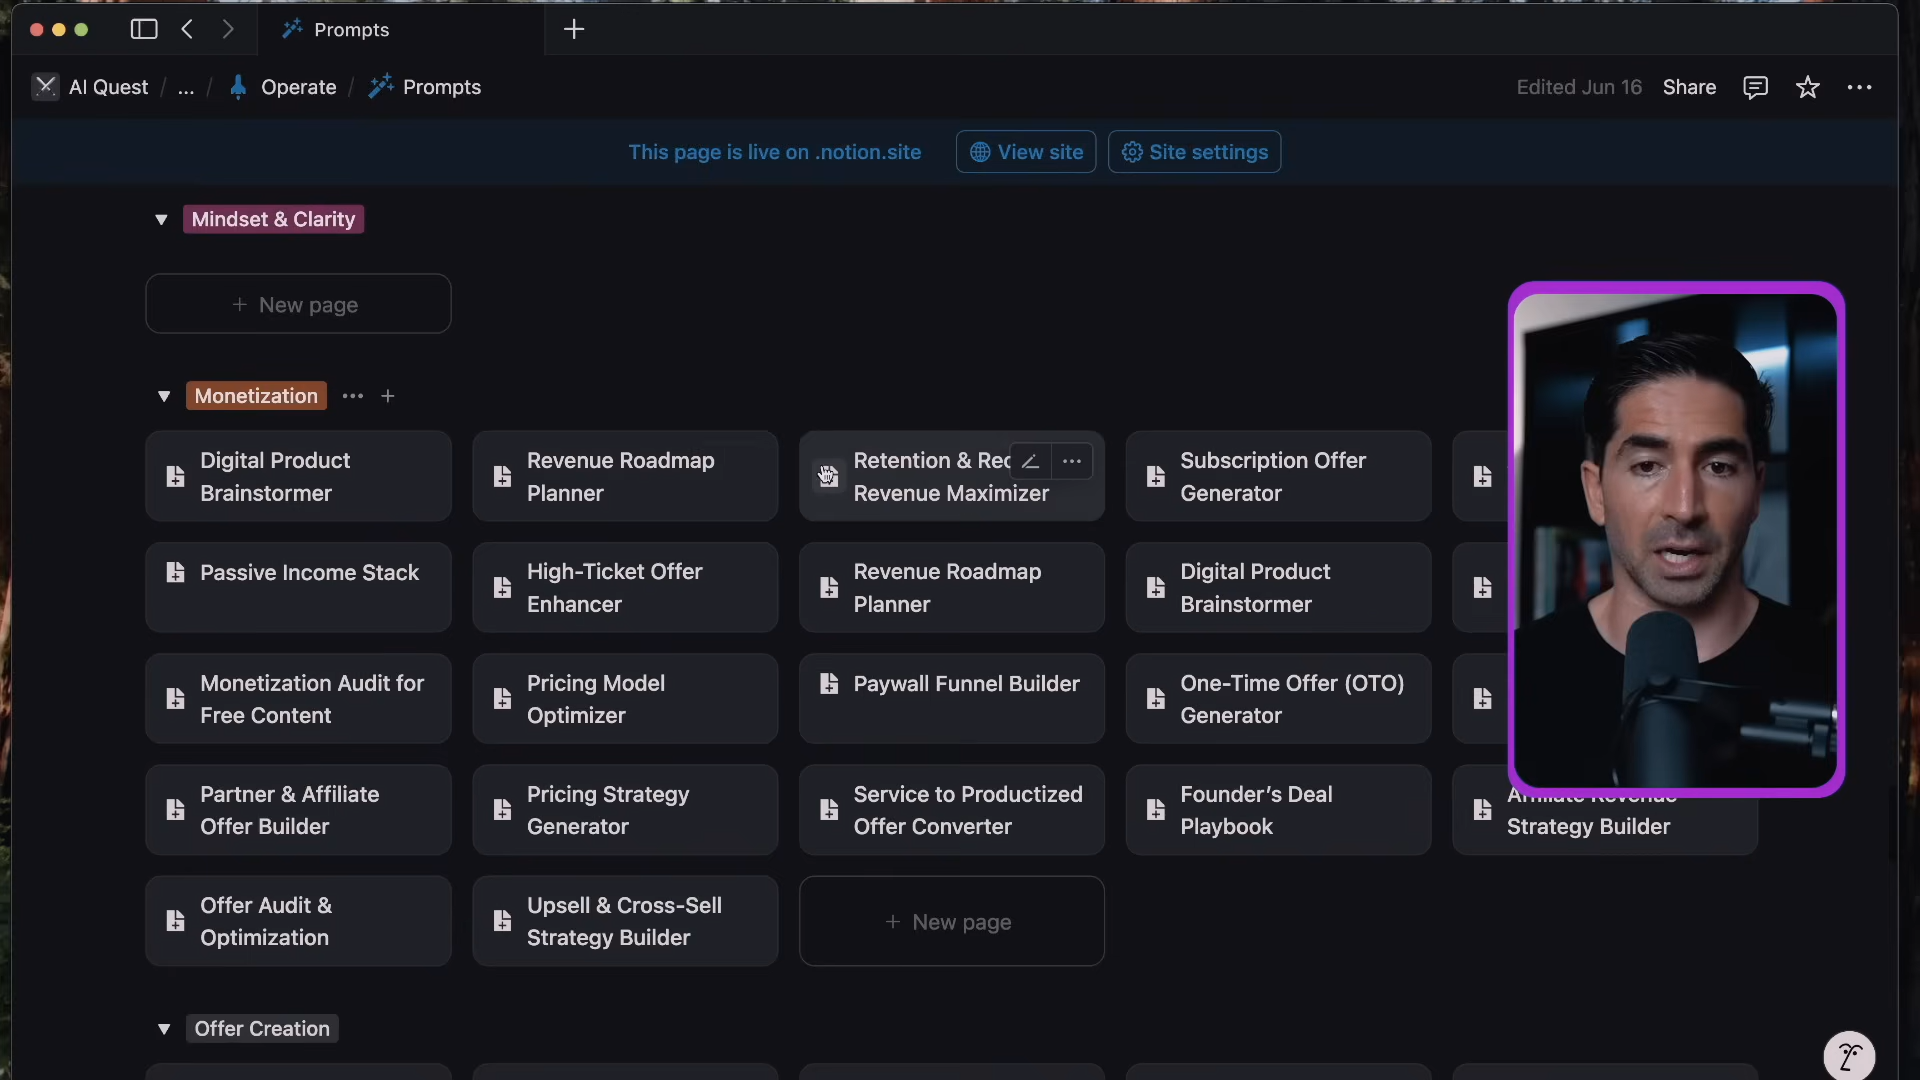 Prompts
AI Quest / ... / Operate / Prompts
Edited Jun 16 Share
This page is live on .notion.site View site Site settings
Mindset & Clarity
+ New page
Monetization
Digital Product
Brainstormer
Revenue Roadmap
Planner
Retention &
Revenue Maximizer
Subscription Offer
Generator
Passive Income Stack
High-Ticket Offer
Enhancer
Revenue Roadmap
Planner
Digital Product
Brainstormer
Monetization Audit for
Free Content
Pricing Model
Optimizer
Paywall Funnel Builder
One-Time Offer (OTO)
Generator
Partner & Affiliate
Offer Builder
Pricing Strategy
Generator
Service to Productized
Offer Converter
Founder’s Deal
Playbook
Affiliate Revenue
Strategy Builder
Offer Audit &
Optimization
Upsell & Cross-Sell
Strategy Builder
+ New page
Offer Creation